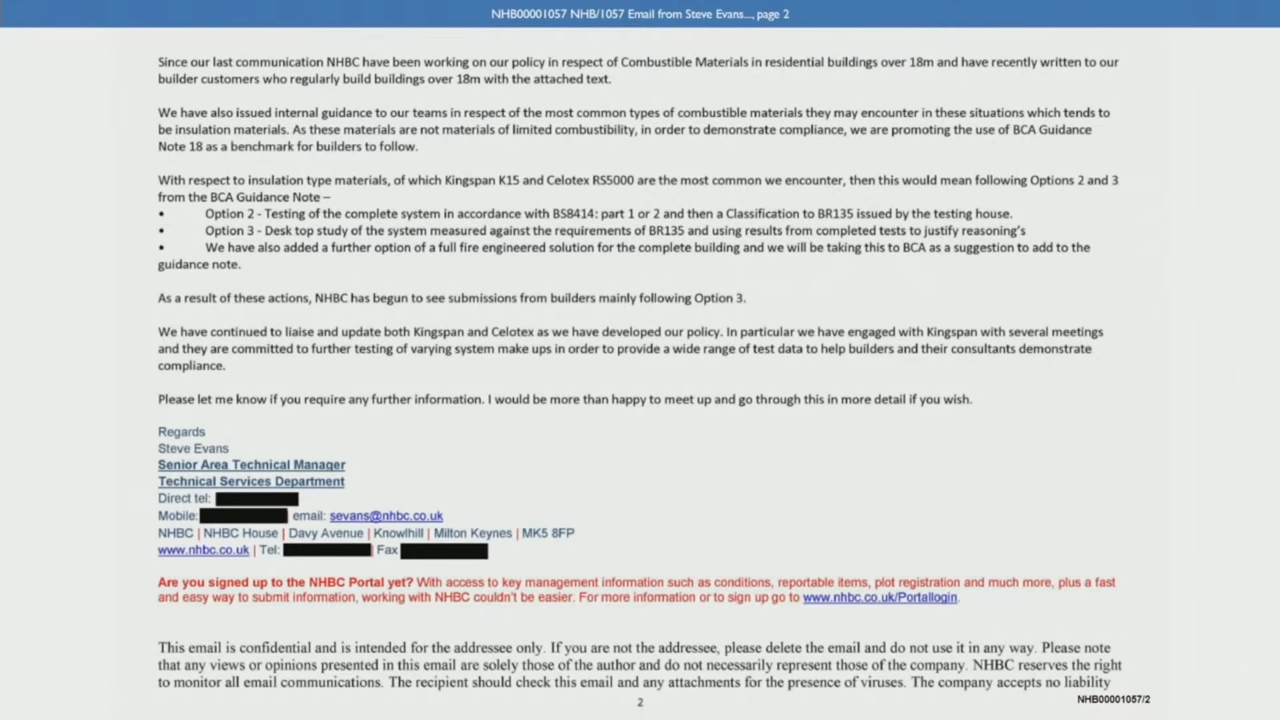 NHB00001057 NHB/1057 Email from Steve Evans..., page 2
Since our last communication NHBC have been working on our policy in respect of Combustible Materials in residential buildings over 18m and have recently written to our
builder customers who regularly build buildings over 18m with the attached text.
We have also issued internal guidance to our teams in respect of the most common types of combustible materials they may encounter in these situations which tends to
be insulation materials. As these materials are not materials of limited combustibility, in order to demonstrate compliance, we are promoting the use of BCA Guidance
Note 18 as a benchmark for builders to follow.
With respect to insulation type materials, of which Kingspan K15 and Celotex RS5000 are the most common we encounter, then this would mean following Options 2 and 3
from the BCA Guidance Note –
• Option 2 - Testing of the complete system in accordance with BS8414: part 1 or 2 and then a Classification to BR135 issued by the testing house.
• Option 3 - Desk top study of the system measured against the requirements of BR135 and using results from completed tests to justify reasoning's
• We have also added a further option of a full fire engineered solution for the complete building and we will be taking this to BCA as a suggestion to add to the
guidance note.
As a result of these actions, NHBC has begun to see submissions from builders mainly following Option 3.
We have continued to liaise and update both Kingspan and Celotex as we have developed our policy. In particular we have engaged with Kingspan with several meetings
and they are committed to further testing of varying system make ups in order to provide a wide range of test data to help builders and their consultants demonstrate
compliance.
Please let me know if you require any further information. I would be more than happy to meet up and go through this in more detail if you wish.
Regards
Steve Evans
Senior Area Technical Manager
Technical Services Department
Direct tel:
Mobile: email: sevans@nhbc.co.uk
NHBC | NHBC House | Davy Avenue | Knowlhill | Milton Keynes | MK5 8FP
www.nhbc.co.uk | Tel: | Fax
Are you signed up to the NHBC Portal yet? With access to key management information such as conditions, reportable items, plot registration and much more, plus a fast
and easy way to submit information, working with NHBC couldn't be easier. For more information or to sign up go to www.nhbc.co.uk/Portallogin.
This email is confidential and is intended for the addressee only. If you are not the addressee, please delete the email and do not use it in any way. Please note
that any views or opinions presented in this email are solely those of the author and do not necessarily represent those of the company. NHBC reserves the right
to monitor all email communications. The recipient should check this email and any attachments for the presence of viruses. The company accepts no liability
2
NHB00001057/2